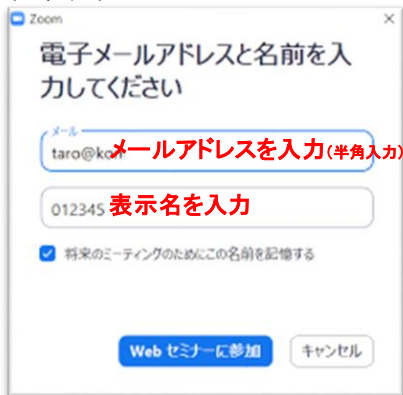 Zoom
電子メールアドレスと名前を入
力してください
メール
taro@ko メールアドレスを入力(半角入力)
012345 表示名を入力
将来のミーティングのためにこの名前を記憶する
Web セミナーに参加 キャンセル